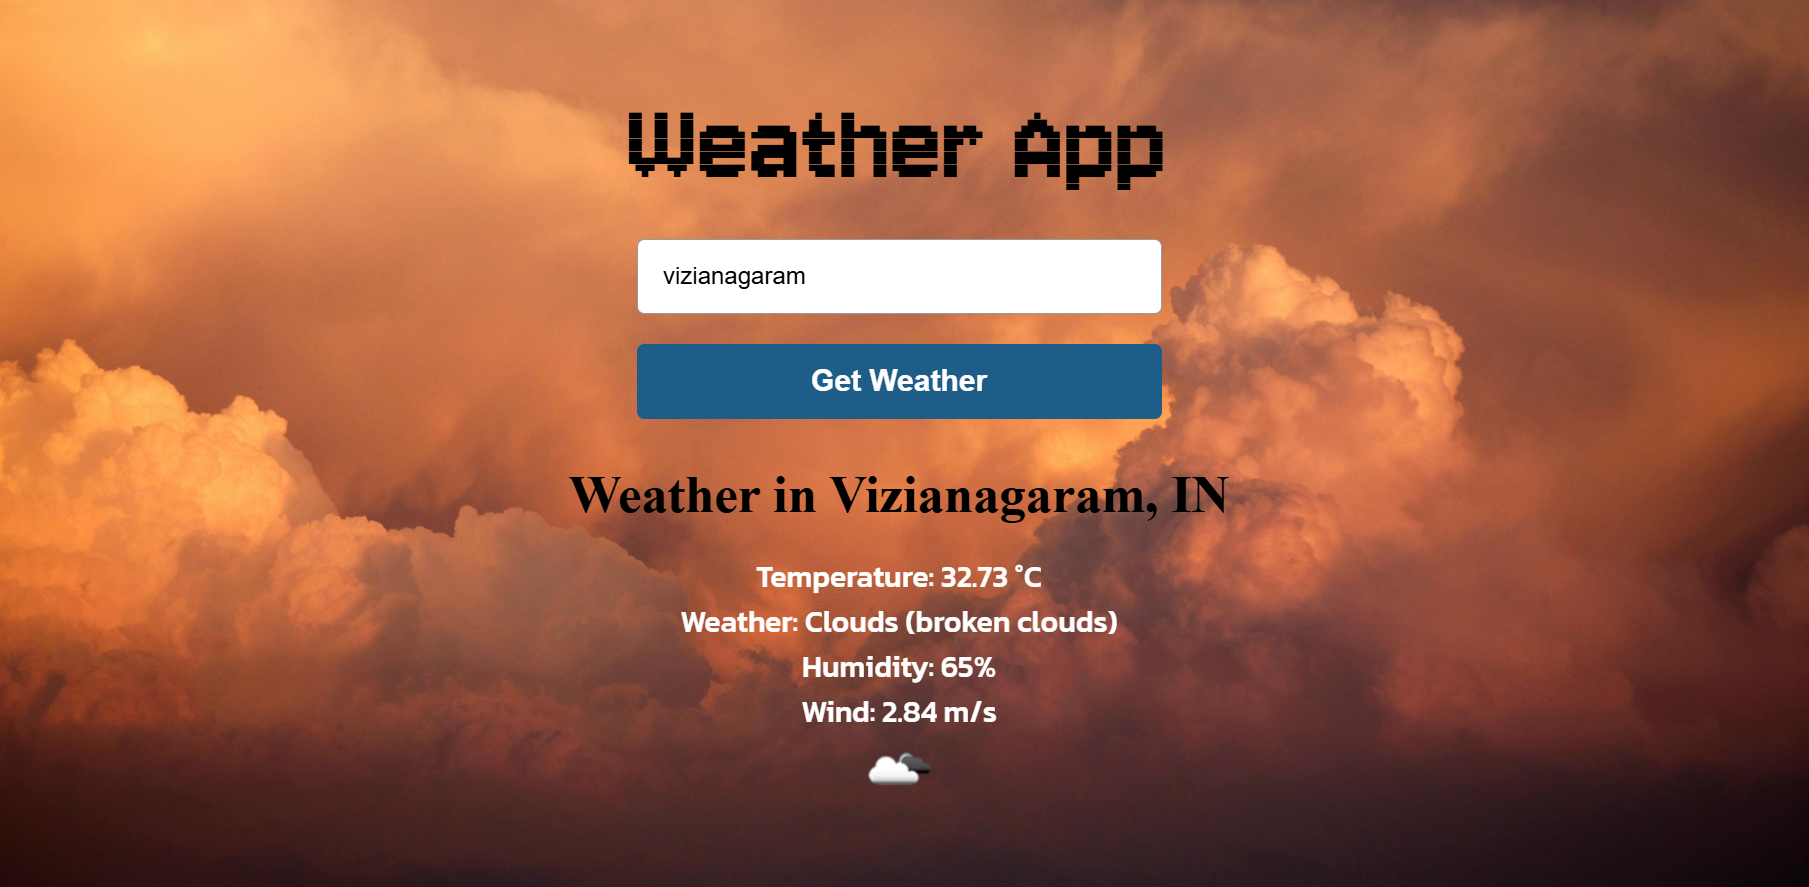 Weather App
vizianagaram
Get Weather
Weather in Vizianagaram, IN
Temperature: 32.73 °C
Weather: Clouds (broken clouds)
Humidity: 65%
Wind: 2.84 m/s